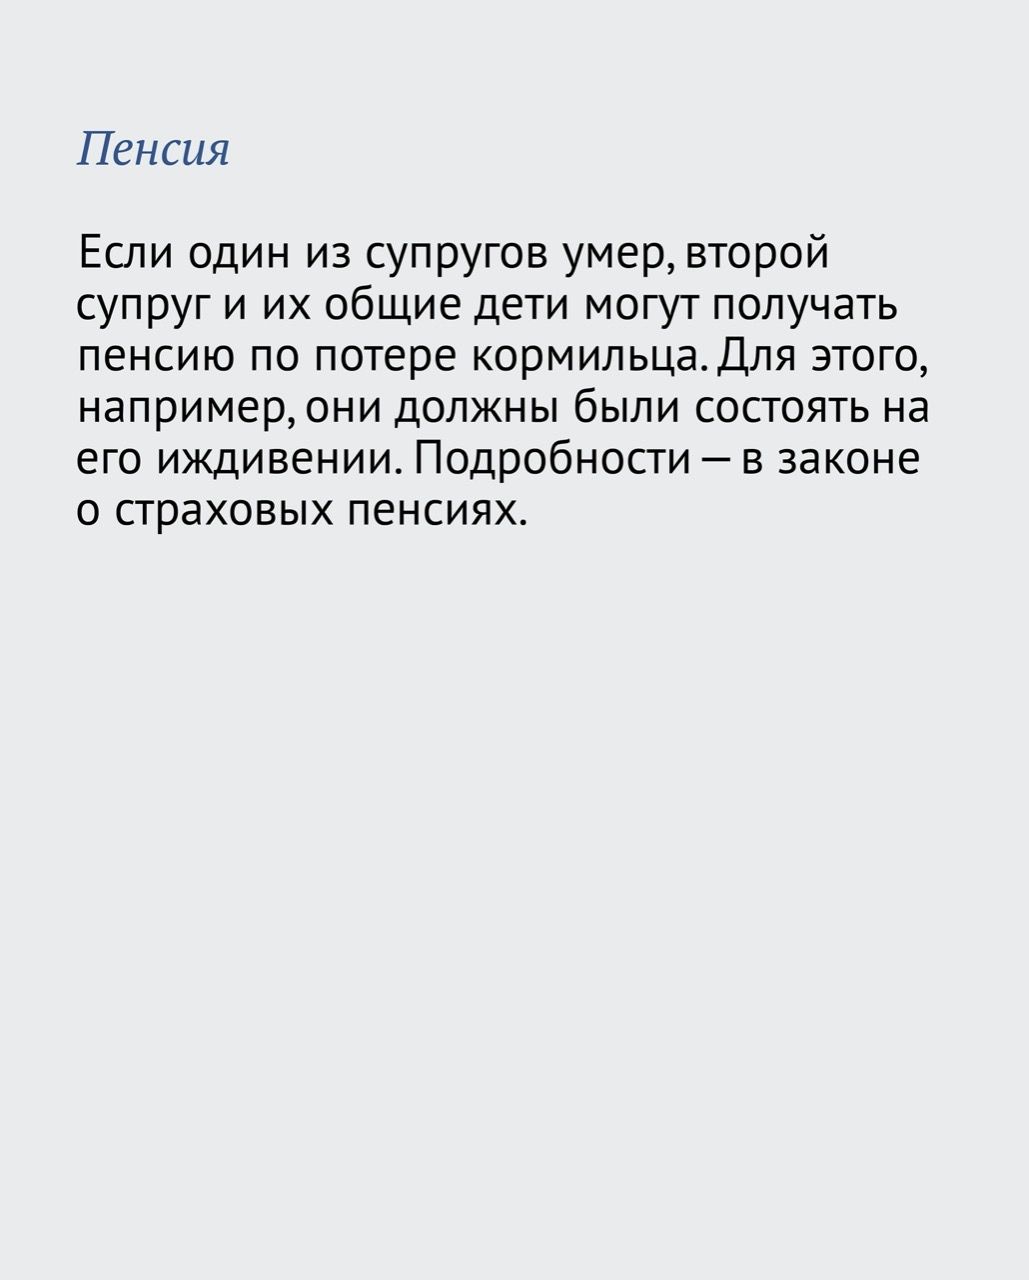 Пенсия
Если один из супругов умер, второй
супруг и их общие дети могут получать
пенсию по потере кормильца. Для этого,
например, они должны были состоять на
его иждивении. Подробности — в законе
о страховых пенсиях.